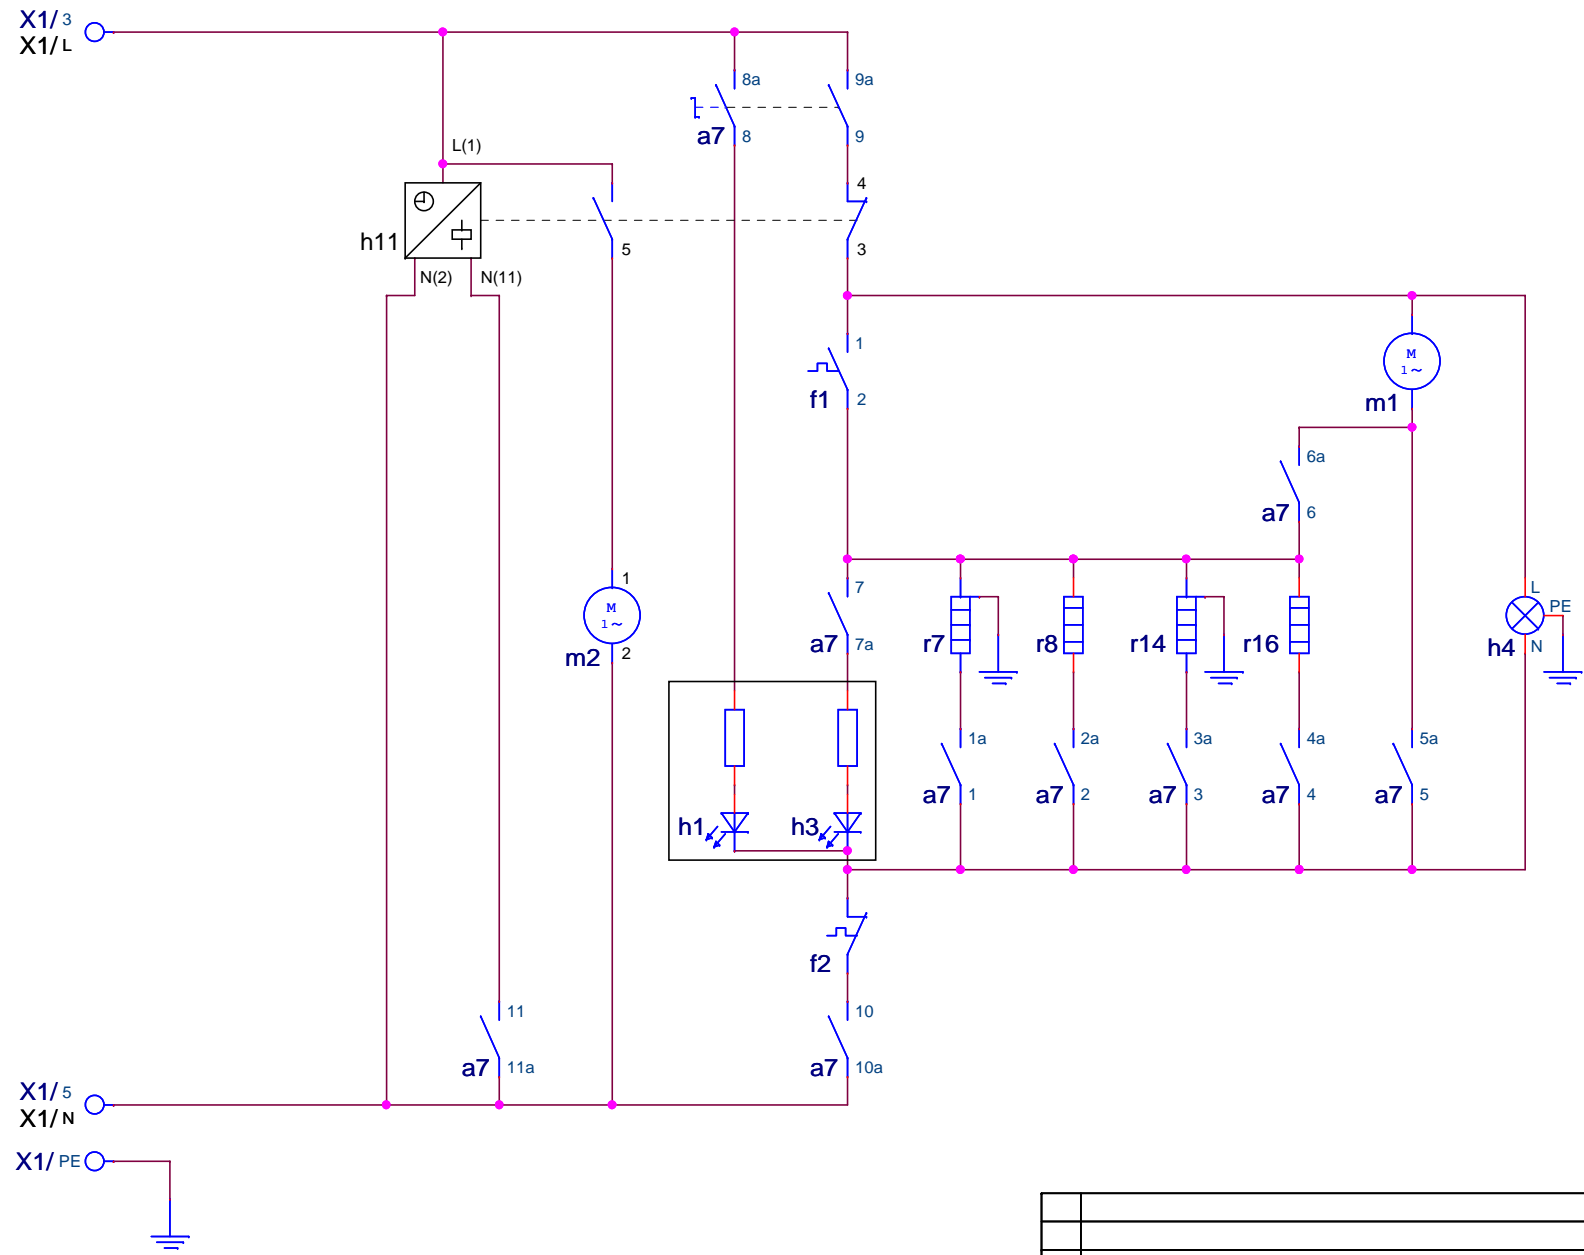 X1/ 3
X1/ L
8a
9a
a7
8
9
L(1)
4
h11
5
3
N(2)
N(11)
1
f1
2
M
1~
m1
6a
a7
6
1
M
1~
m2
2
7
a7
7a
r7
r8
r14
r16
L
PE
h4
N
h1
h3
1a
a7
1
2a
a7
2
3a
a7
3
4a
a7
4
5a
a7
5
f2
11
a7
11a
10
a7
10a
X1/ 5
X1/ N
X1/ PE